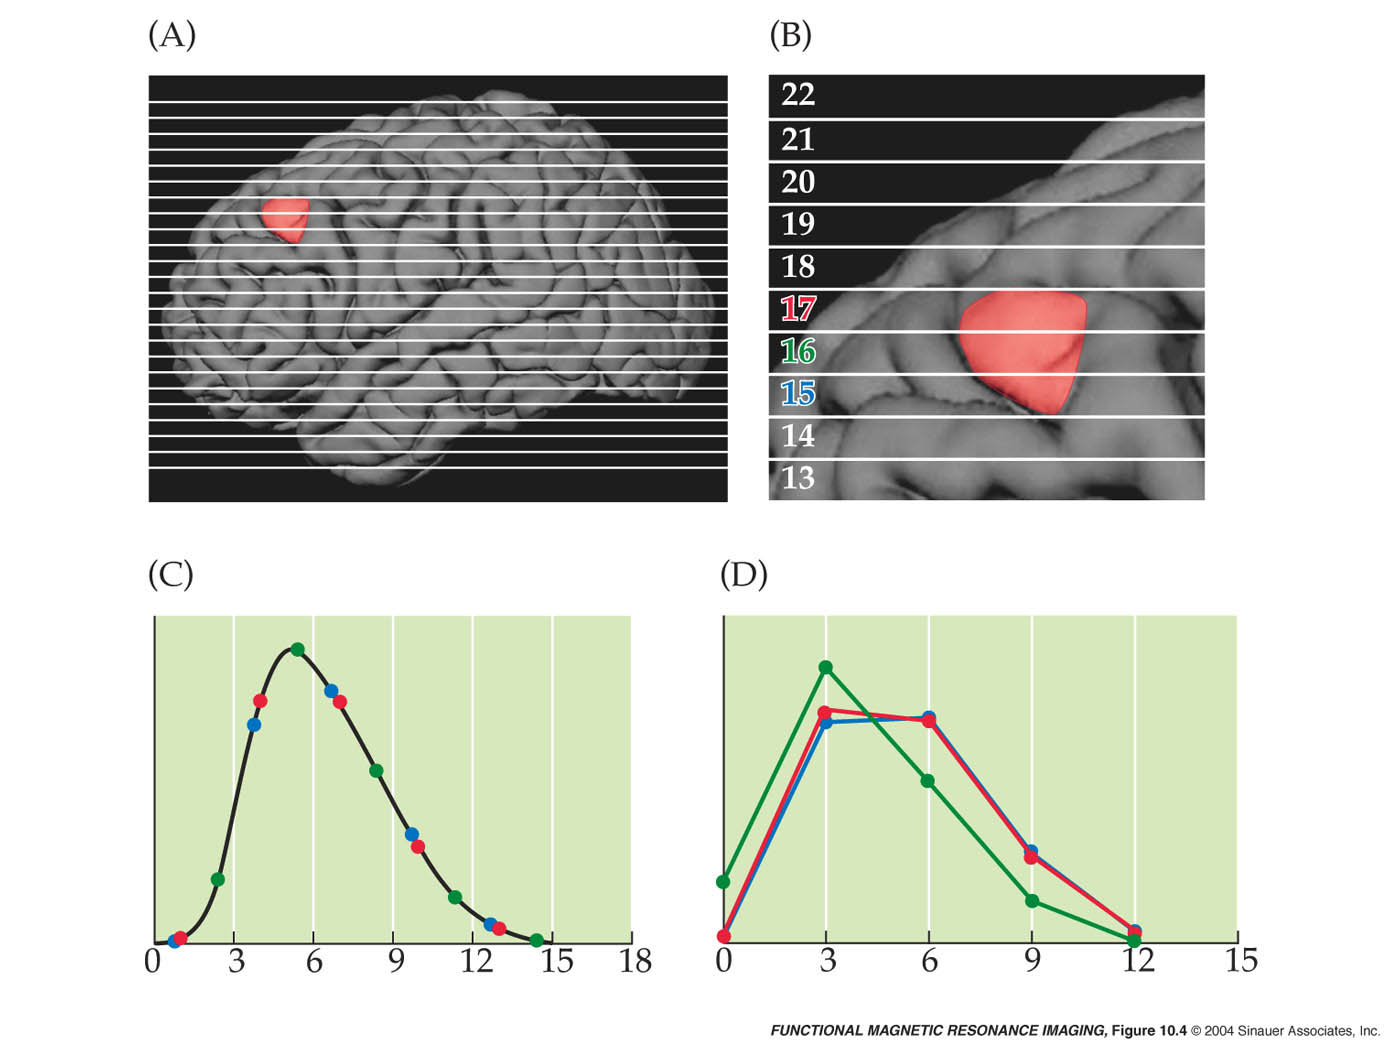 (A)
(B)
22
21
20
19
18
17
16
15
14
13
(C)
(D)
0 3 6 9 12 15 18
0 3 6 9 12 15
FUNCTIONAL MAGNETIC RESONANCE IMAGING, Figure 10.4 © 2004 Sinauer Associates, Inc.